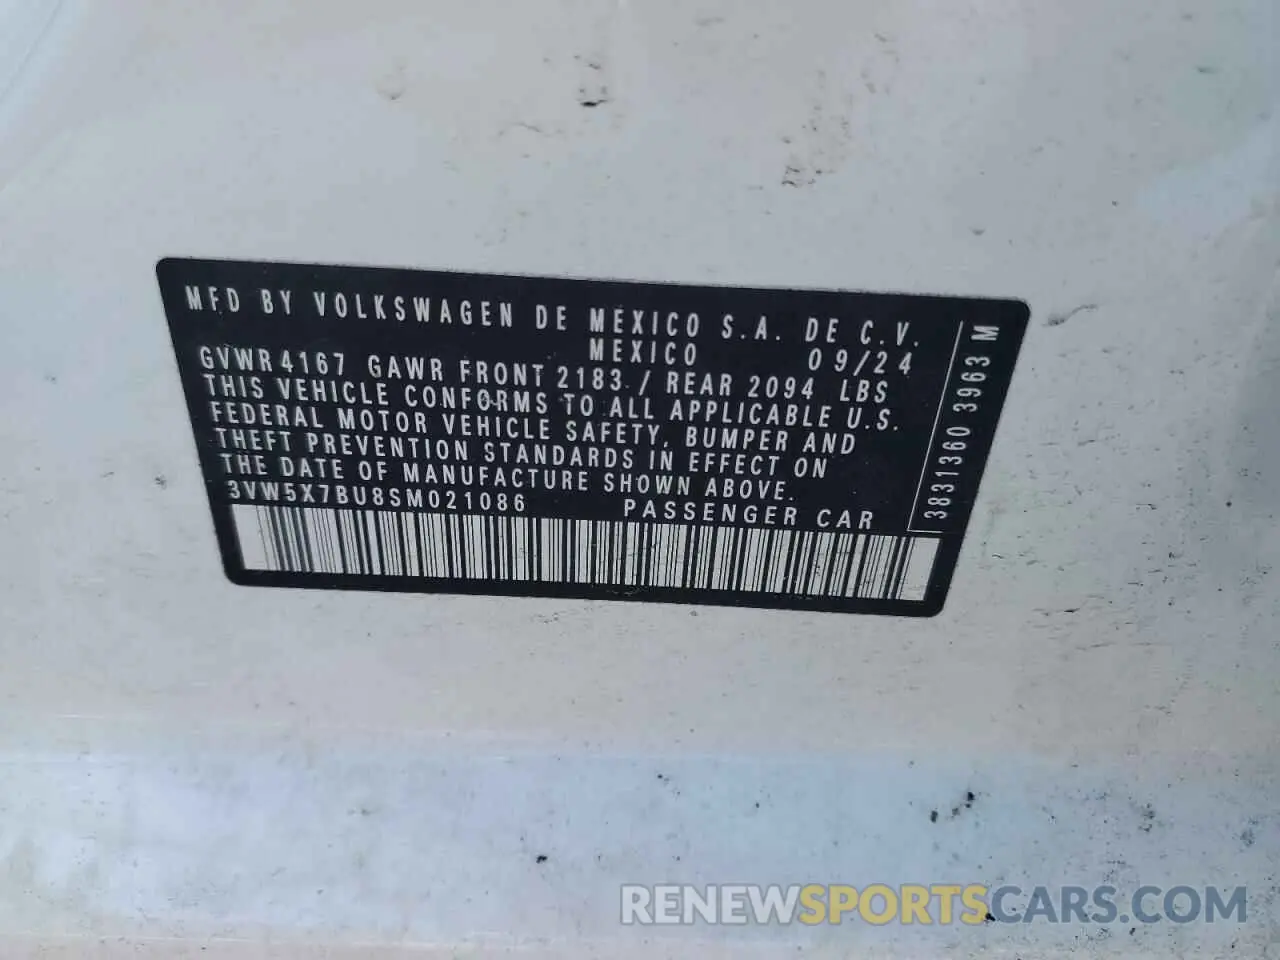 MFD BY VOLKSWAGEN DE MEXICO S.A. DE C.V.
MEXICO 09/24
GVWR 4167 GAWR FRONT 2183 / REAR 2094 LBS
THIS VEHICLE CONFORMS TO ALL APPLICABLE U.S.
FEDERAL MOTOR VEHICLE SAFETY, BUMPER AND
THEFT PREVENTION STANDARDS IN EFFECT ON
THE DATE OF MANUFACTURE SHOWN ABOVE.
3VW5X7BU8SM021086 PASSENGER CAR
3831360 3963 M
RENEWSPORTSCARS.COM